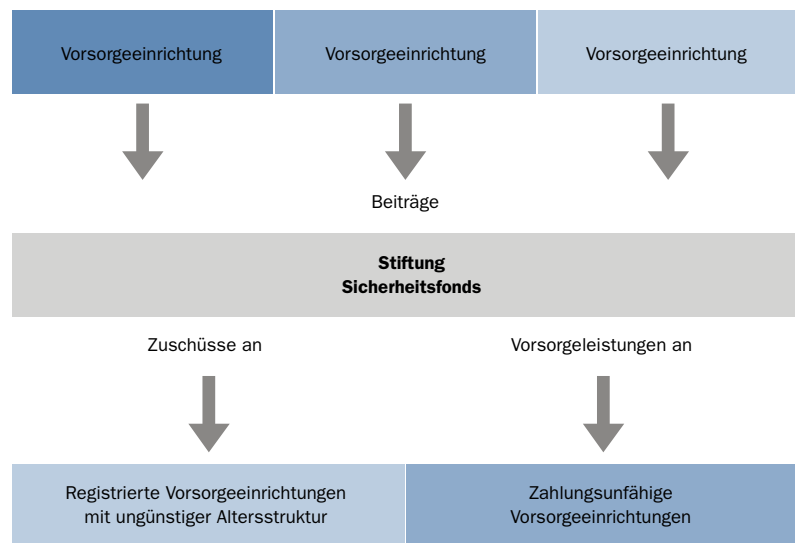 Vorsorgeeinrichtung
Vorsorgeeinrichtung
Vorsorgeeinrichtung
Beiträge
Stiftung
Sicherheitsfonds
Zuschüsse an
Vorsorgeleistungen an
Registrierte Vorsorgeeinrichtungen
mit ungünstiger Altersstruktur
Zahlungsunfähige
Vorsorgeeinrichtungen